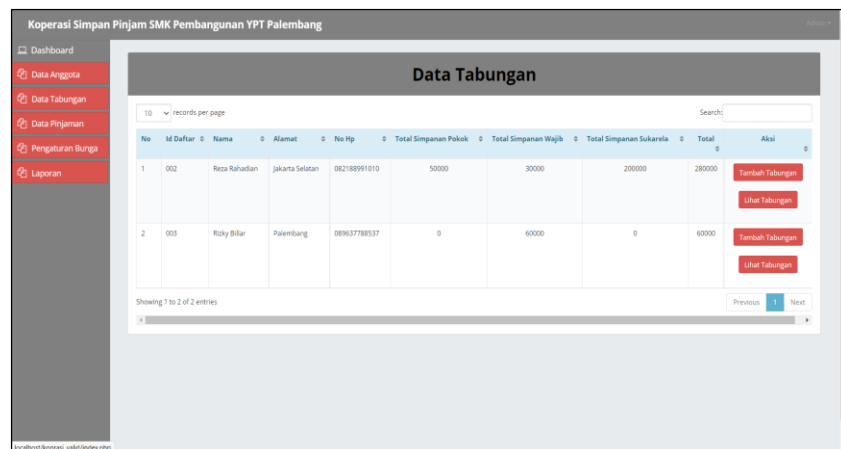 Koperasi Simpan Pinjam SMK Pembangunan YPT Palembang
Admin
Dashboard
Data Anggota
Data Tabungan
Data Pinjaman
Pengaturan Bunga
Laporan
Data Tabungan
10 records per page Search:
No Id Daftar Nama Alamat No Hp Total Simpanan Pokok Total Simpanan Wajib Total Simpanan Sukarela Total Aksi
1 002 Reza Rahadian Jakarta Selatan 082188991010 50000 30000 200000 280000 Tambah Tabungan
Lihat Tabungan
2 003 Rizky Billar Palembang 089637788537 0 60000 0 60000 Tambah Tabungan
Lihat Tabungan
Showing 1 to 2 of 2 entries Previous 1 Next